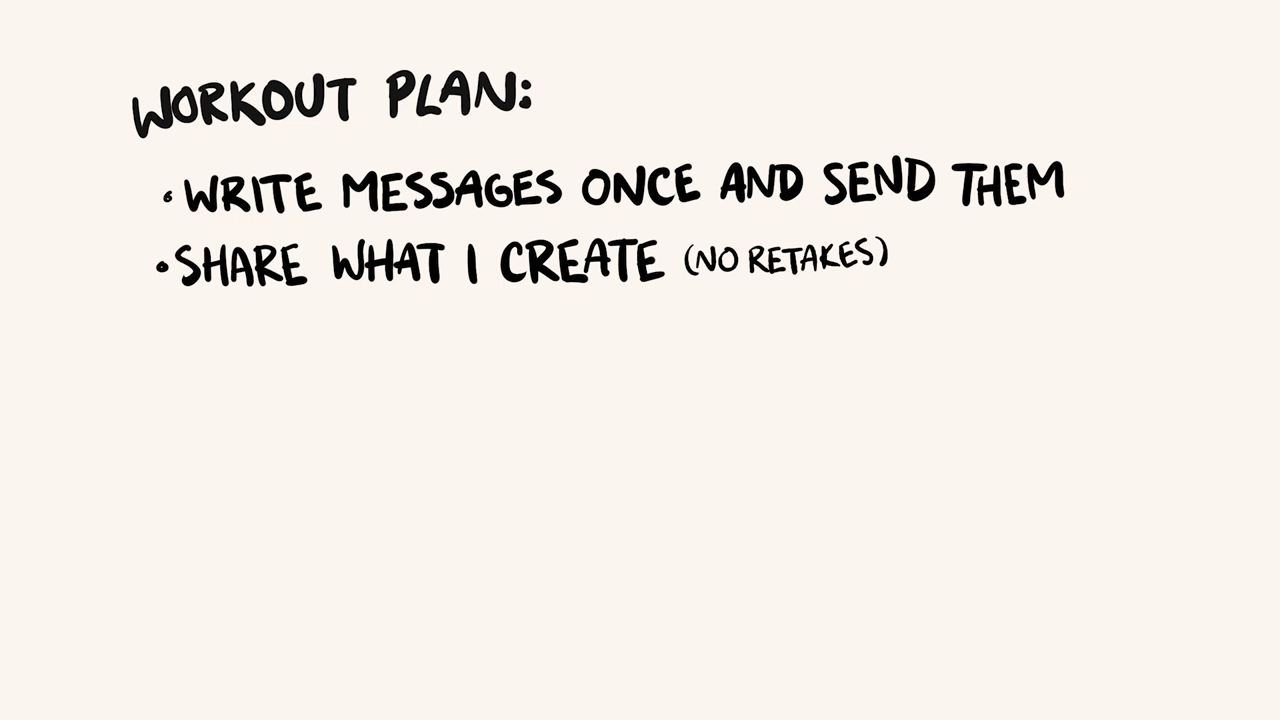 WORKOUT PLAN:
• WRITE MESSAGES ONCE AND SEND THEM
• SHARE WHAT I CREATE (NO RETAKES)